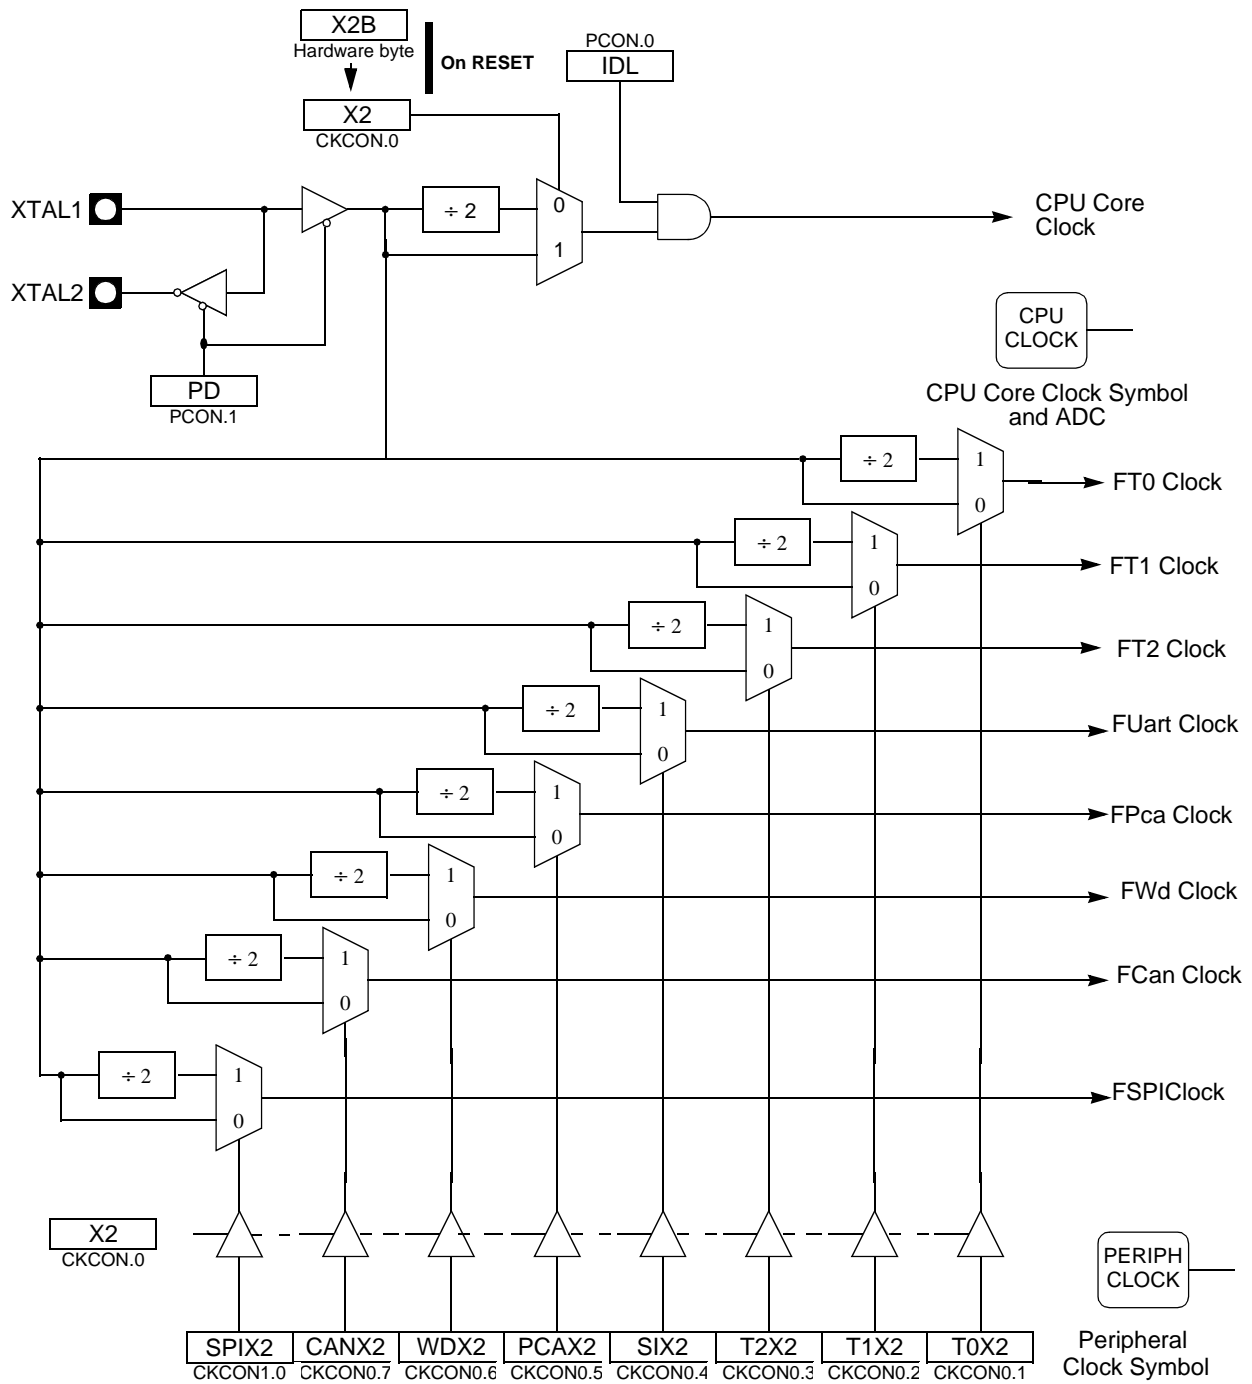 X2B
Hardware byte
On RESET
PCON.0
IDL
X2
CKCON.0
XTAL1
÷ 2
0
1
CPU Core
Clock
XTAL2
PD
PCON.1
CPU
CLOCK
CPU Core Clock Symbol
and ADC
÷ 2
1
0
FT0 Clock
÷ 2
1
0
FT1 Clock
÷ 2
1
0
FT2 Clock
÷ 2
1
0
FUart Clock
÷ 2
1
0
FPca Clock
÷ 2
1
0
FWd Clock
÷ 2
1
0
FCan Clock
÷ 2
1
0
FSPIClock
X2
CKCON.0
PERIPH
CLOCK
Peripheral
Clock Symbol
SPIX2
CKCON1.0
CANX2
CKCON0.7
WDX2
CKCON0.6
PCAX2
CKCON0.5
SIX2
CKCON0.4
T2X2
CKCON0.3
T1X2
CKCON0.2
T0X2
CKCON0.1